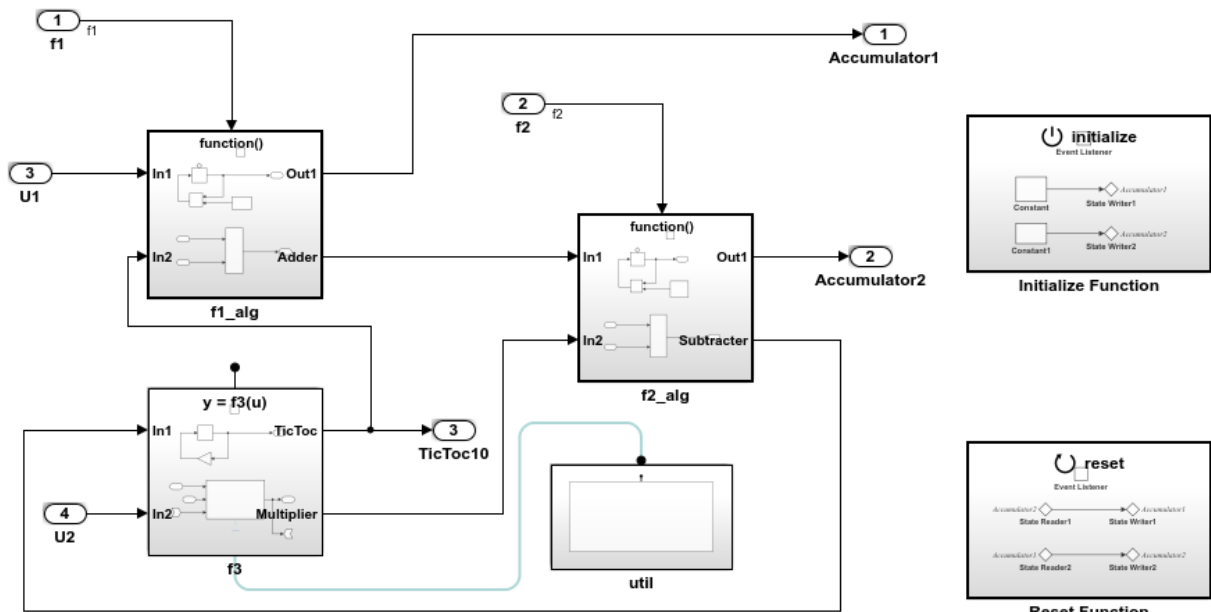 1
f1
f1
1
Accumulator1
2
f2
f2
function()
In1
Out1
In2
Adder
f1_alg
3
U1
function()
In1
Out1
In2
Subtracter
f2_alg
2
Accumulator2
initialize
Event Listener
Constant
Accumulator1
State Writer1
Constant1
Accumulator2
State Writer2
Initialize Function
y = f3(u)
In1
TicToc
In2
Multiplier
f3
3
TicToc10
4
U2
util
reset
Event Listener
Accumulator2
State Reader1
Accumulator1
State Writer1
Accumulator1
State Reader2
Accumulator2
State Writer2
Reset Function